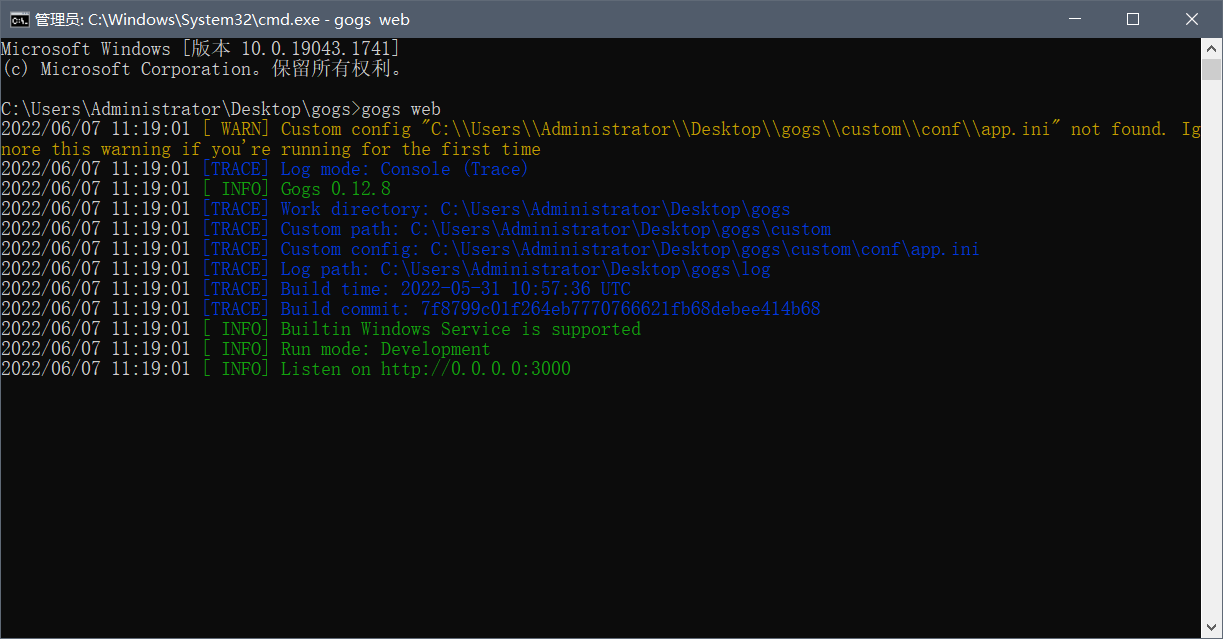 管理员: C:\Windows\System32\cmd.exe - gogs  web
Microsoft Windows [版本 10.0.19043.1741]
(c) Microsoft Corporation。保留所有权利。
C:\Users\Administrator\Desktop\gogs>gogs web
2022/06/07 11:19:01 [ WARN] Custom config "C:\\Users\\Administrator\\Desktop\\gogs\\custom\\conf\\app.ini" not found. Ig
nore this warning if you're running for the first time
2022/06/07 11:19:01 [TRACE] Log mode: Console (Trace)
2022/06/07 11:19:01 [ INFO] Gogs 0.12.8
2022/06/07 11:19:01 [TRACE] Work directory: C:\Users\Administrator\Desktop\gogs
2022/06/07 11:19:01 [TRACE] Custom path: C:\Users\Administrator\Desktop\gogs\custom
2022/06/07 11:19:01 [TRACE] Custom config: C:\Users\Administrator\Desktop\gogs\custom\conf\app.ini
2022/06/07 11:19:01 [TRACE] Log path: C:\Users\Administrator\Desktop\gogs\log
2022/06/07 11:19:01 [TRACE] Build time: 2022-05-31 10:57:36 UTC
2022/06/07 11:19:01 [TRACE] Build commit: 7f8799c01f264eb7770766621fb68debee414b68
2022/06/07 11:19:01 [ INFO] Builtin Windows Service is supported
2022/06/07 11:19:01 [ INFO] Run mode: Development
2022/06/07 11:19:01 [ INFO] Listen on http://0.0.0.0:3000